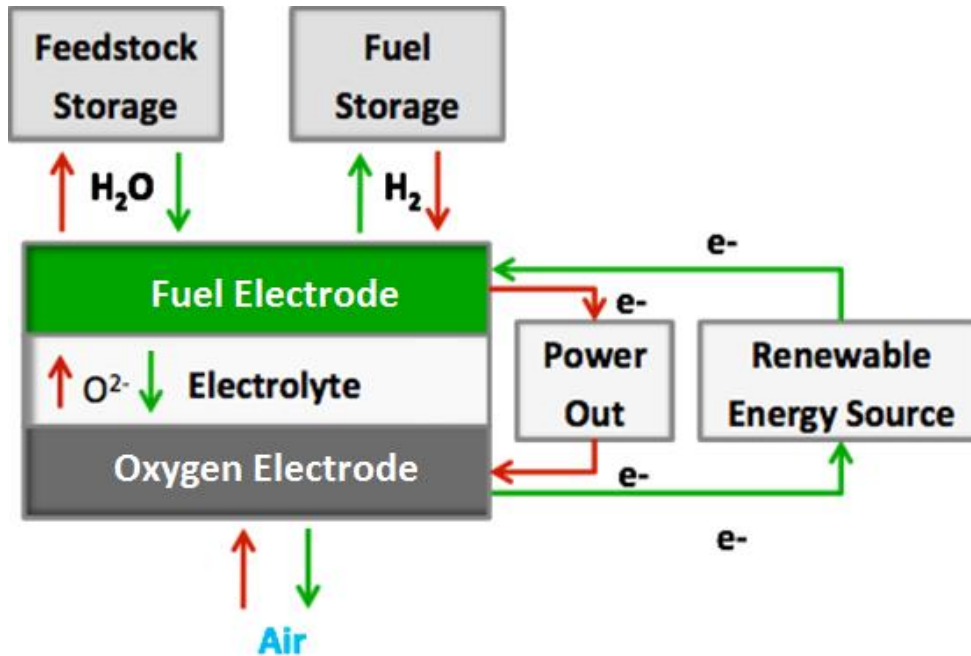 Feedstock
Storage
Fuel
Storage
H₂O
H₂
e-
Fuel Electrode
e-
Power
Out
Renewable
Energy Source
O²⁻
Electrolyte
Oxygen Electrode
e-
e-
Air